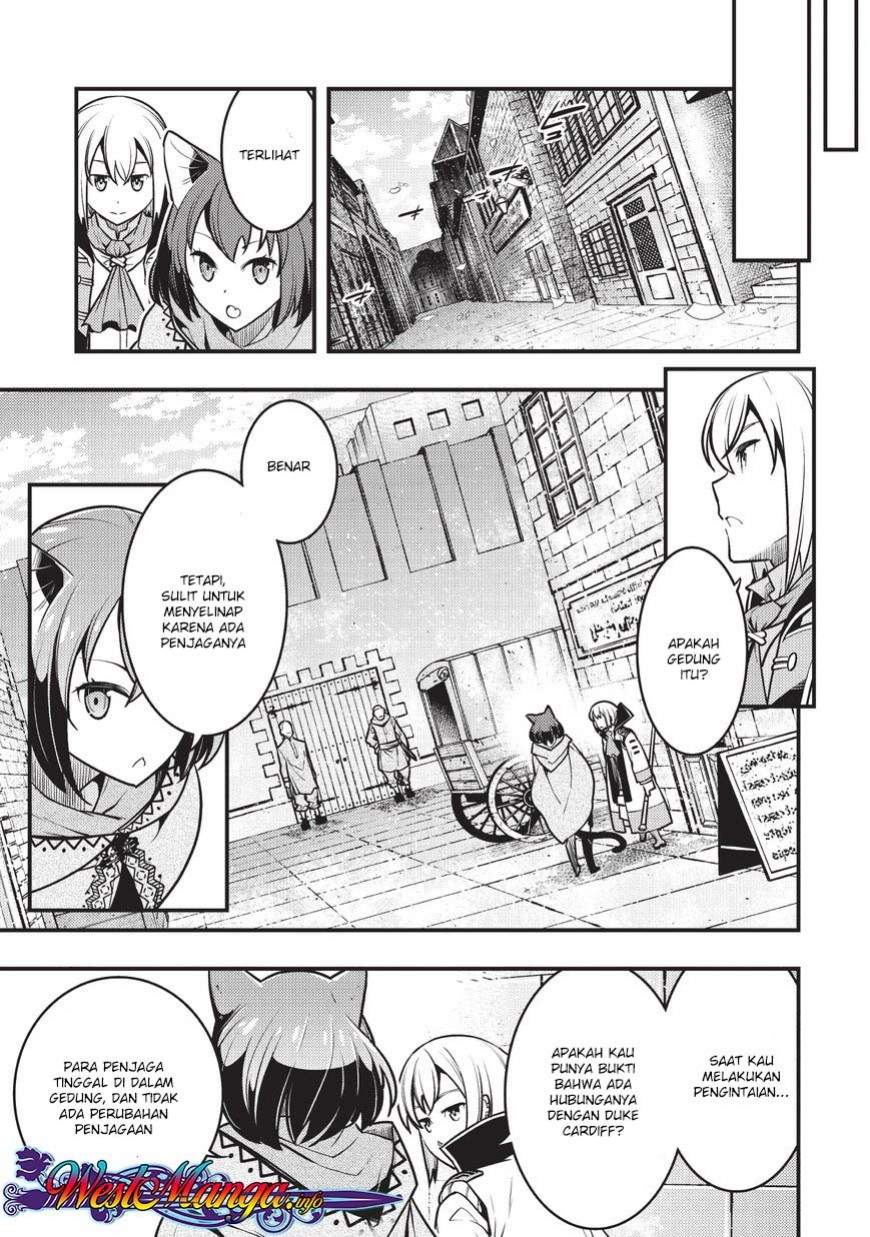 TERLIHAT
APAKAH
GEDUNG
ITU?
BENAR
TETAPI,
SULIT UNTUK
MENYELINAP
KARENA ADA
PENJAGANYA
SAAT KAU
MELAKUKAN
PENGINTAIAN...
APAKAH KAU
PUNYA BUKTI
BAHWA ADA
HUBUNGANYA
DENGAN DUKE
CARDIFF?
PARA PENJAGA
TINGGAL DI DALAM
GEDUNG, DAN TIDAK
ADA PERUBAHAN
PENJAGAAN
WestManga.info